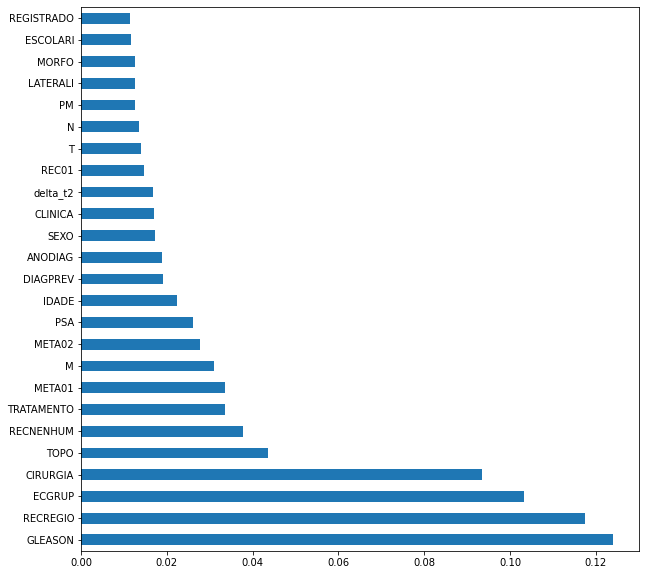 REGISTRADO
ESCOLARI
MORFO
LATERALI
PM
N
T
REC01
delta_t2
CLINICA
SEXO
ANODIAG
DIAGPREV
IDADE
PSA
META02
M
META01
TRATAMENTO
RECNENHUM
TOPO
CIRURGIA
ECGRUP
RECREGIO
GLEASON
0.00 0.02 0.04 0.06 0.08 0.10 0.12